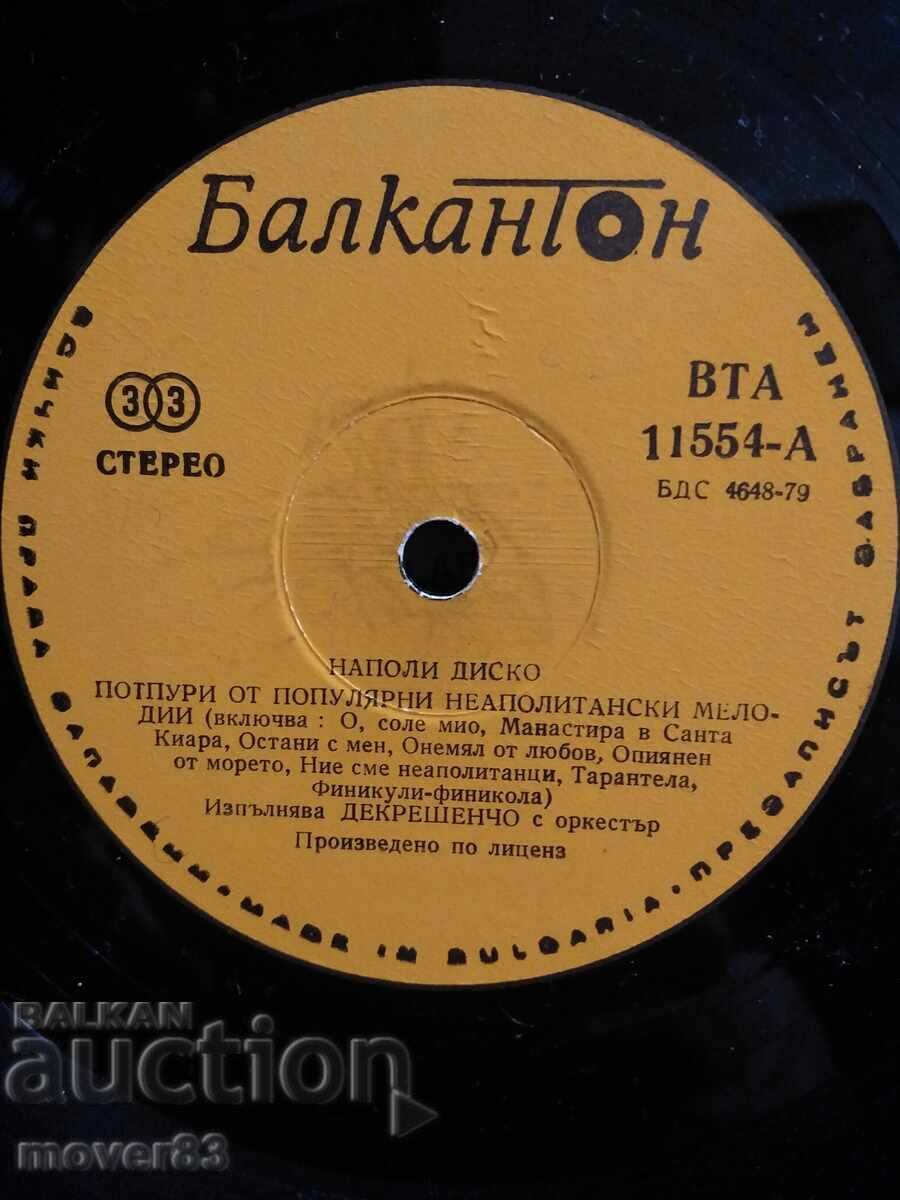 Балкантон
33
СТЕРЕО
ВТА
11554-А
БДС 4648-79
НАПОЛИ ДИСКО
ПОТПУРИ ОТ ПОПУЛЯРНИ НЕАПОЛИТАНСКИ МЕЛО-
ДИИ (включва : О, соле мио, Манастира в Санта
Киара, Остани с мен, Онемял от любов, Опиянен
от морето, Ние сме неаполитанци, Тарантела,
Финикули-финикола)
Изпълнява ДЕКРЕШЕНЧО с оркестър
Произведено по лиценз
ВСИЧКИ ПРАВА ЗАПАЗЕНИ · MADE IN BULGARIA · ПРЕЗАПИСЪТ ЗАБРАНЕН
BALKAN
auction
mover83